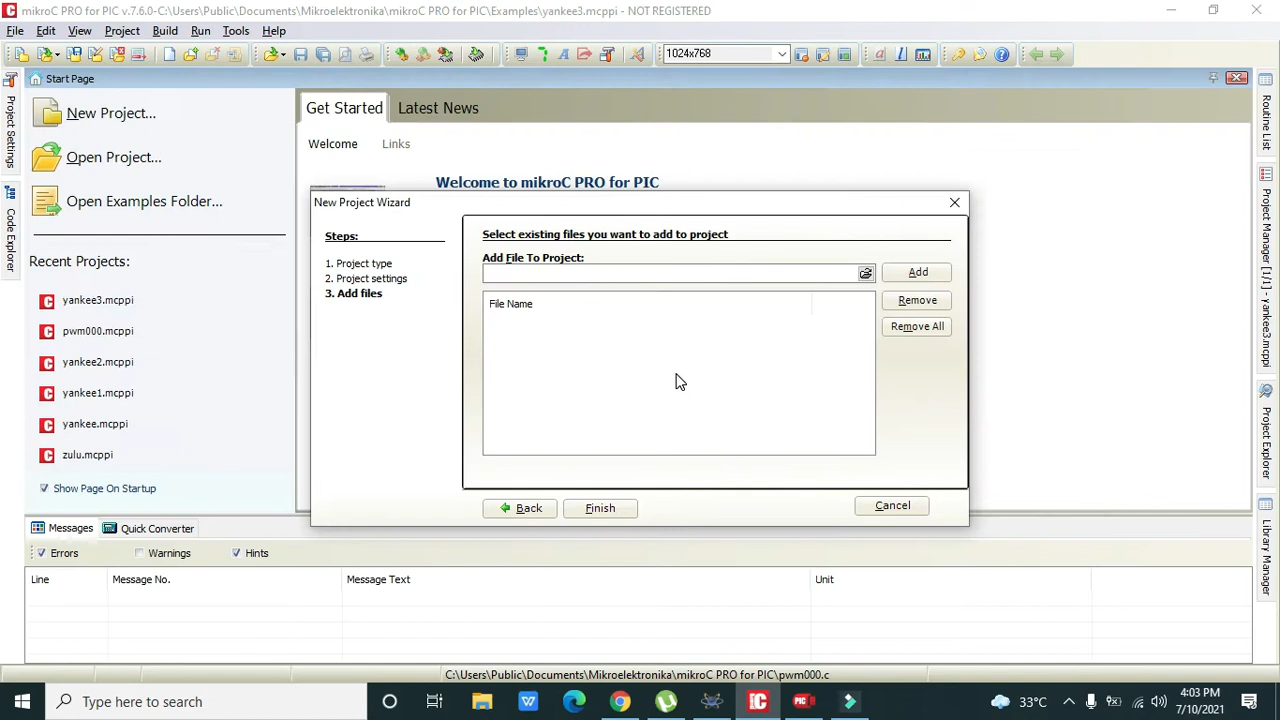 mikroC PRO for PIC v.7.6.0-C:\Users\Public\Documents\Mikroelektronika\mikroC PRO for PIC\Examples\yankee3.mcppi - NOT REGISTERED
File Edit View Project Build Run Tools Help
1024x768
Start Page
New Project...
Open Project...
Open Examples Folder...
Recent Projects:
yankee3.mcppi
pwm000.mcppi
yankee2.mcppi
yankee1.mcppi
yankee.mcppi
zulu.mcppi
Show Page On Startup
Get Started Latest News
Welcome Links
Welcome to mikroC PRO for PIC
New Project Wizard
Steps:
1. Project type
2. Project settings
3. Add files
Select existing files you want to add to project
Add File To Project:
Add
File Name
Remove
Remove All
Back Finish Cancel
Project Settings
Code Explorer
Routine List
Project Manager [1/1] - yankee3.mcppi
Project Explorer
Library Manager
Messages Quick Converter
Errors Warnings Hints
Line Message No. Message Text Unit
C:\Users\Public\Documents\Mikroelektronika\mikroC PRO for PIC\pwm000.c
Type here to search
33°C
4:03 PM
7/10/2021